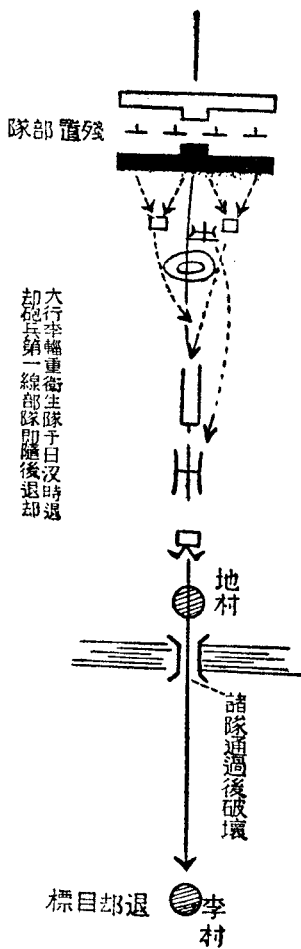 殘置部隊
大行李輜重衛生隊于日没時退
却砲兵第一線部隊即隨後退却
地村
諸隊通過後破壞
退却目標
李村